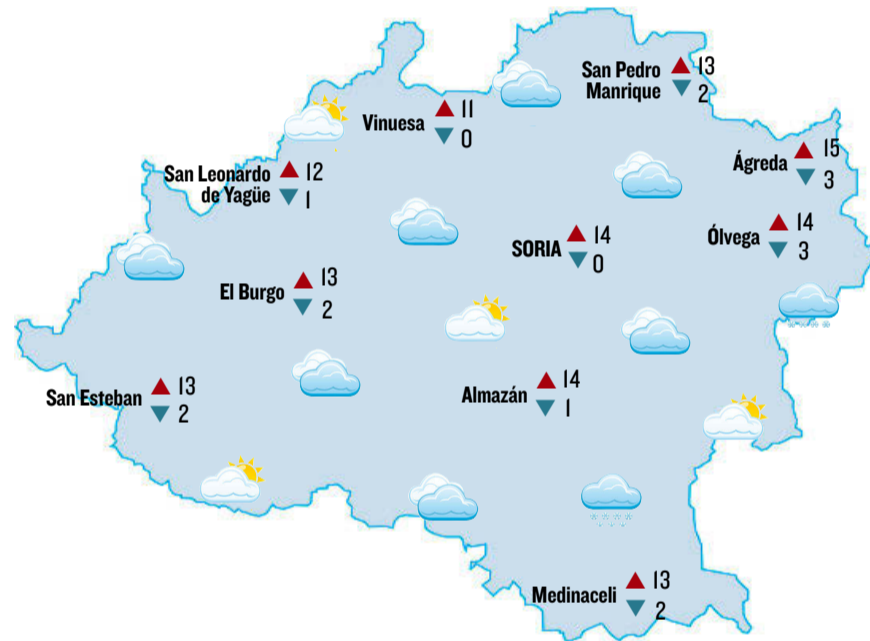 San Pedro
Manrique
13
2
Vinuesa
11
0
Ágreda
15
3
San Leonardo
de Yagüe
12
1
SORIA
14
0
Ólvega
14
3
El Burgo
13
2
San Esteban
13
2
Almazán
14
1
Medinaceli
13
2